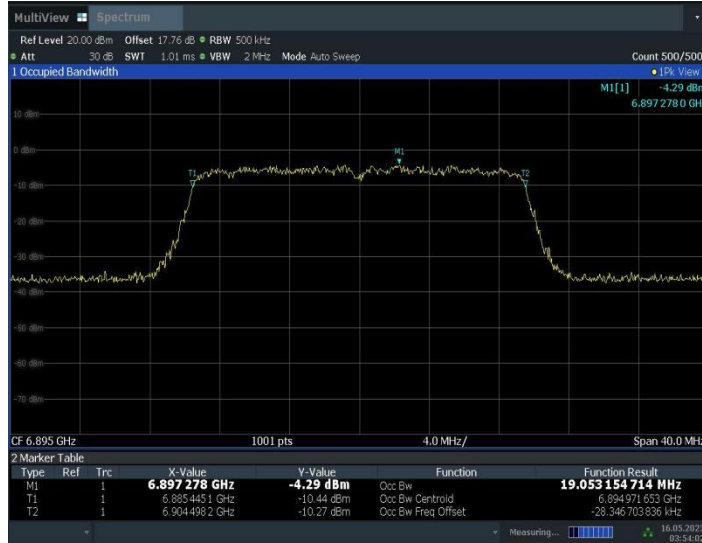 MultiView Spectrum
Ref Level 20.00 dBm Offset 17.76 dB RBW 500 kHz
Att 30 dB SWT 1.01 ms VBW 2 MHz Mode Auto Sweep Count 500/500
1 Occupied Bandwidth 1Pk View
M1[1] -4.29 dBm
6.897 278 0 GH
10 dBm
0 dBm
M1
T1
T2
-10 dBm
-20 dBm
-30 dBm
-40 dBm
-50 dBm
-60 dBm
-70 dBm
CF 6.895 GHz 1001 pts 4.0 MHz/ Span 40.0 MHz
2 Marker Table
Type Ref Trc X-Value Y-Value Function Function Result
M1 1 6.897 278 GHz -4.29 dBm Occ Bw 19.053 154 714 MHz
T1 1 6.885 445 1 GHz -10.44 dBm Occ Bw Centroid 6.894 971 653 GHz
T2 1 6.904 498 2 GHz -10.27 dBm Occ Bw Freq Offset -28.346 703 836 kHz
Measuring... 16.05.2023
03:54:02